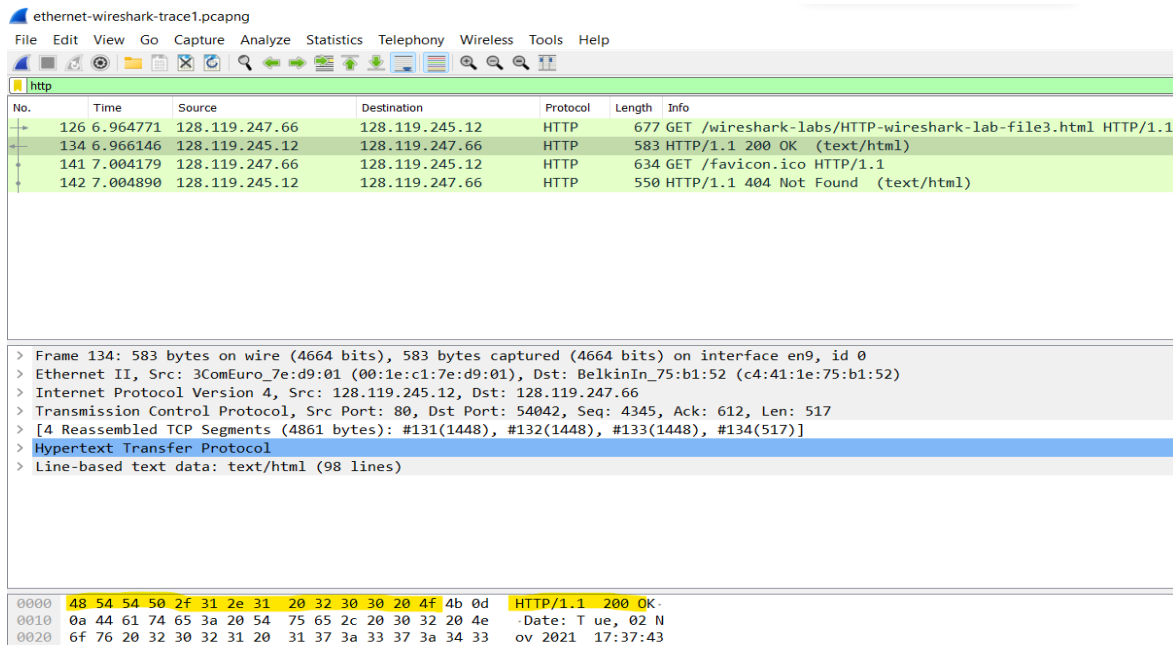 ethernet-wireshark-trace1.pcapng
File Edit View Go Capture Analyze Statistics Telephony Wireless Tools Help
http
No. Time Source Destination Protocol Length Info
126 6.964771 128.119.247.66 128.119.245.12 HTTP 677 GET /wireshark-labs/HTTP-wireshark-lab-file3.html HTTP/1.1
134 6.966146 128.119.245.12 128.119.247.66 HTTP 583 HTTP/1.1 200 OK (text/html)
141 7.004179 128.119.247.66 128.119.245.12 HTTP 634 GET /favicon.ico HTTP/1.1
142 7.004890 128.119.245.12 128.119.247.66 HTTP 550 HTTP/1.1 404 Not Found (text/html)
> Frame 134: 583 bytes on wire (4664 bits), 583 bytes captured (4664 bits) on interface en9, id 0
> Ethernet II, Src: 3ComEuro_7e:d9:01 (00:1e:c1:7e:d9:01), Dst: BelkinIn_75:b1:52 (c4:41:1e:75:b1:52)
> Internet Protocol Version 4, Src: 128.119.245.12, Dst: 128.119.247.66
> Transmission Control Protocol, Src Port: 80, Dst Port: 54042, Seq: 4345, Ack: 612, Len: 517
> [4 Reassembled TCP Segments (4861 bytes): #131(1448), #132(1448), #133(1448), #134(517)]
> Hypertext Transfer Protocol
> Line-based text data: text/html (98 lines)
0000 48 54 54 50 2f 31 2e 31 20 32 30 30 20 4f 4b 0d HTTP/1.1 200 OK·
0010 0a 44 61 74 65 3a 20 54 75 65 2c 20 30 32 20 4e ·Date: T ue, 02 N
0020 6f 76 20 32 30 32 31 20 31 37 3a 33 37 3a 34 33 ov 2021 17:37:43